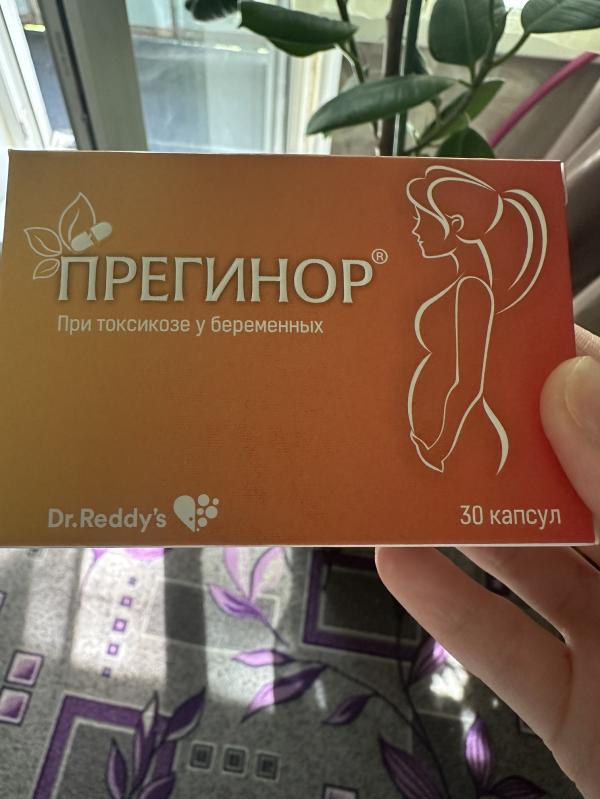 ПРЕГИНОР®
При токсикозе у беременных
Dr.Reddy's
30 капсул